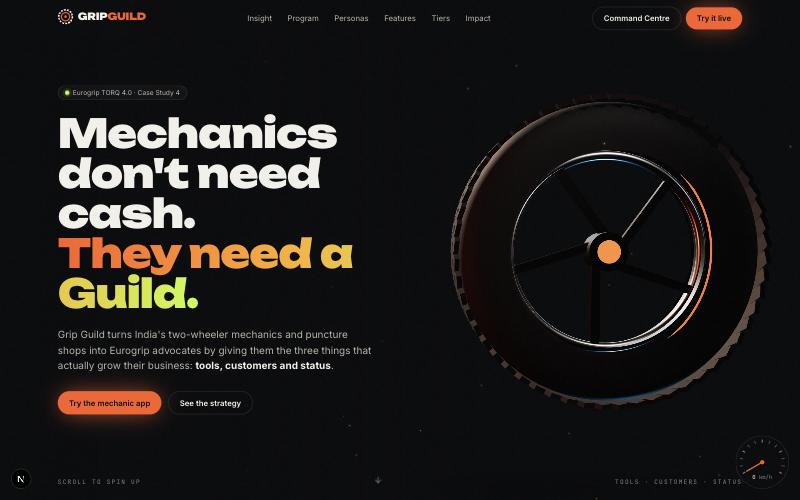 GRIPGUILD
Insight Program Personas Features Tiers Impact
Command Centre
Try it live
Eurogrip TORQ 4.0 · Case Study 4
Mechanics
don't need
cash.
They need a
Guild.
Grip Guild turns India's two-wheeler mechanics and puncture
shops into Eurogrip advocates by giving them the three things that
actually grow their business: tools, customers and status.
Try the mechanic app
See the strategy
N
SCROLL TO SPIN UP
TOOLS · CUSTOMERS · STATUS
0 km/h